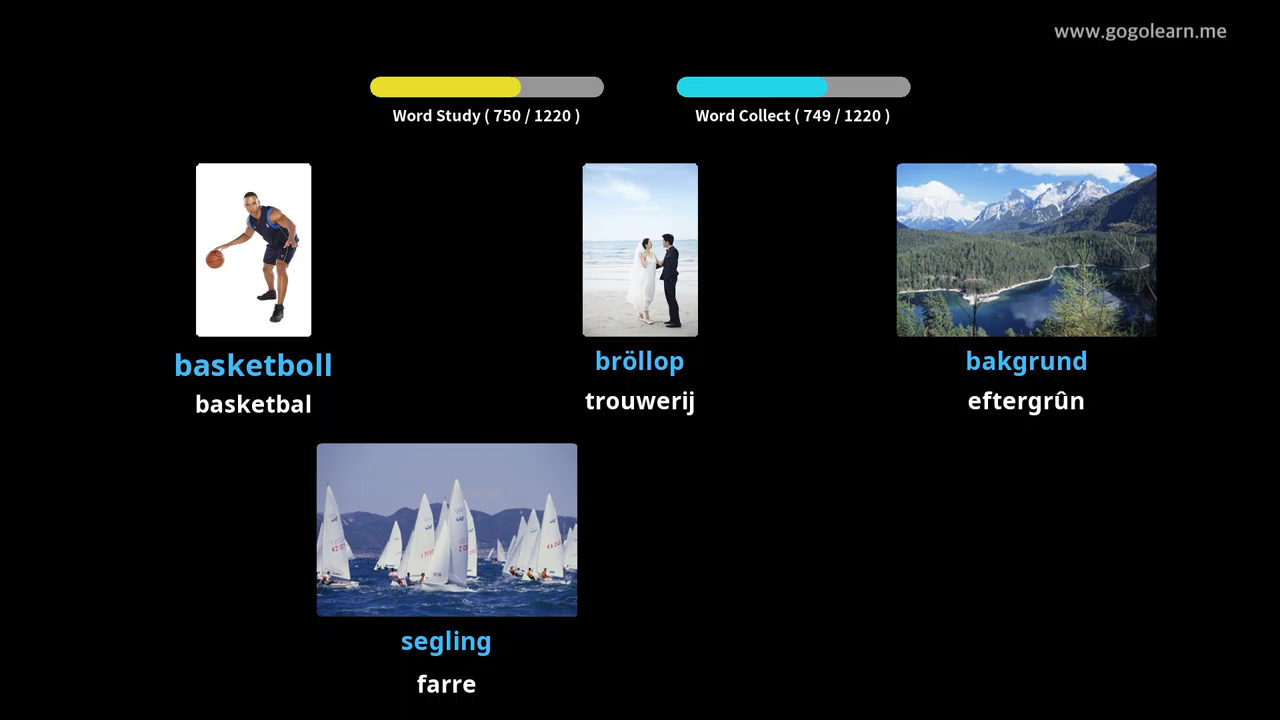 www.gogolearn.me
Word Study ( 750 / 1220 )
Word Collect ( 749 / 1220 )
basketboll
basketbal
bröllop
trouwerij
bakgrund
eftergrûn
segling
farre